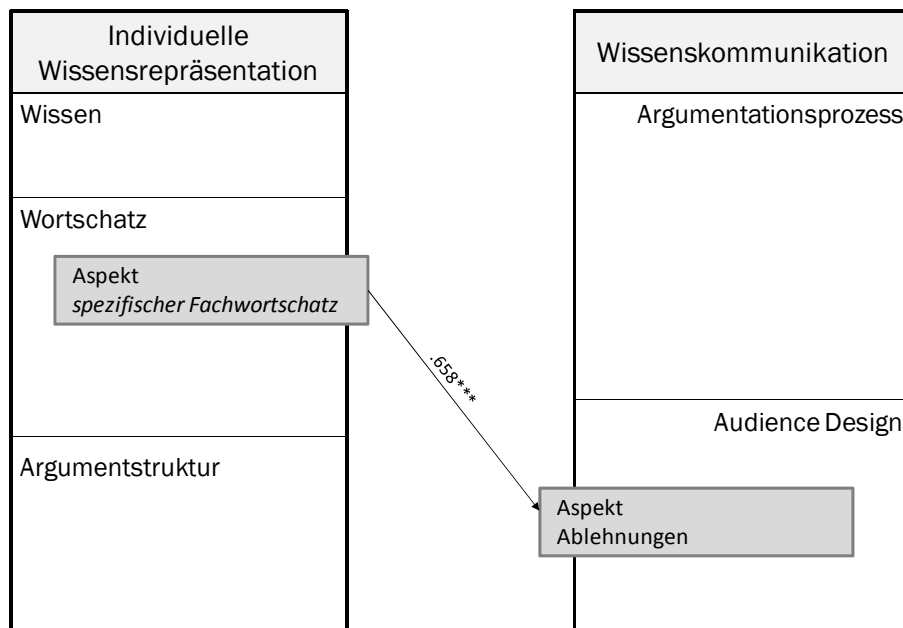 Individuelle
Wissensrepräsentation
Wissen
Wortschatz
Aspekt
spezifischer Fachwortschatz
Argumentstruktur
.658***
Wissenskommunikation
Argumentationsprozess
Audience Design
Aspekt
Ablehnungen